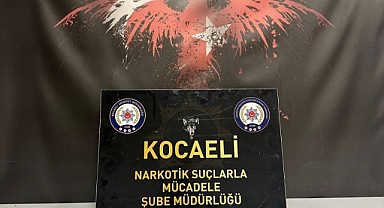 KOCAELİ
NARKOTİK SUÇLARLA
MÜCADELE
ŞUBE MÜDÜRLÜĞÜ